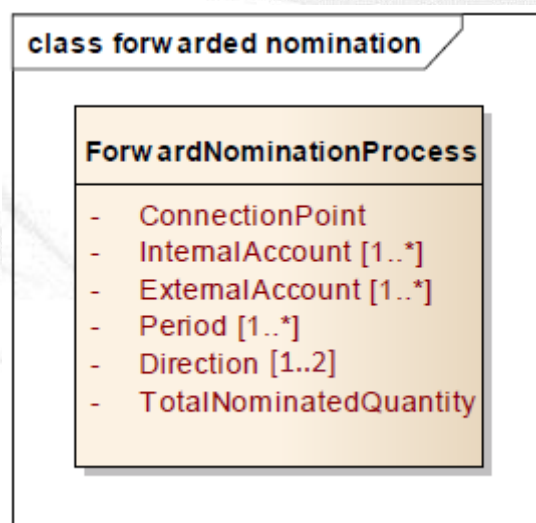 class forwarded nomination
ForwardNominationProcess
- ConnectionPoint
- InternalAccount [1..*]
- ExternalAccount [1..*]
- Period [1..*]
- Direction [1..2]
- TotalNominatedQuantity